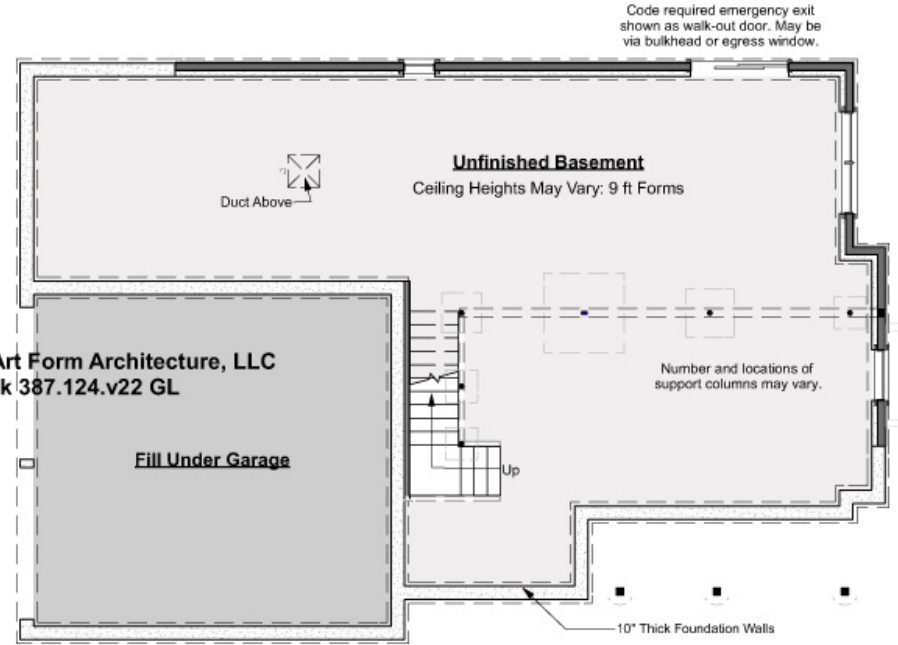 Code required emergency exit
shown as walk-out door. May be
via bulkhead or egress window.
Unfinished Basement
Ceiling Heights May Vary: 9 ft Forms
Duct Above
Art Form Architecture, LLC
k 387.124.v22 GL
Number and locations of
support columns may vary.
Fill Under Garage
Up
10" Thick Foundation Walls